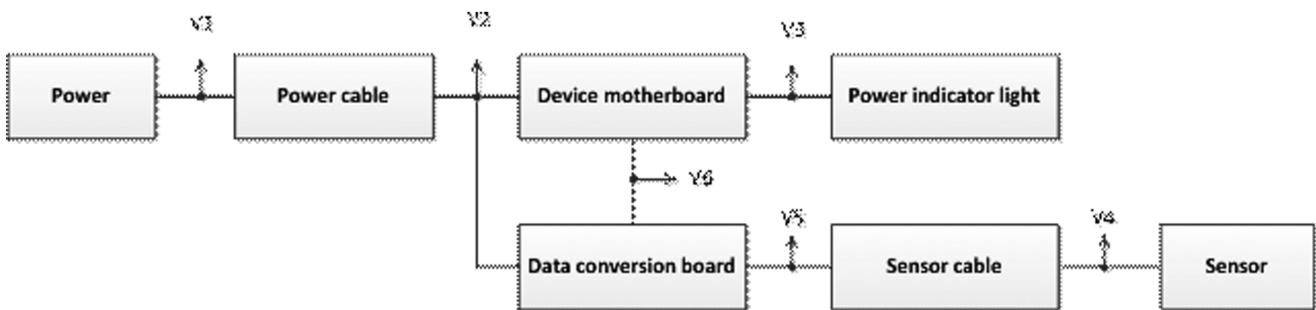 V1
V2
V3
Power
Power cable
Device motherboard
Power indicator light
V6
V5
V4
Data conversion board
Sensor cable
Sensor